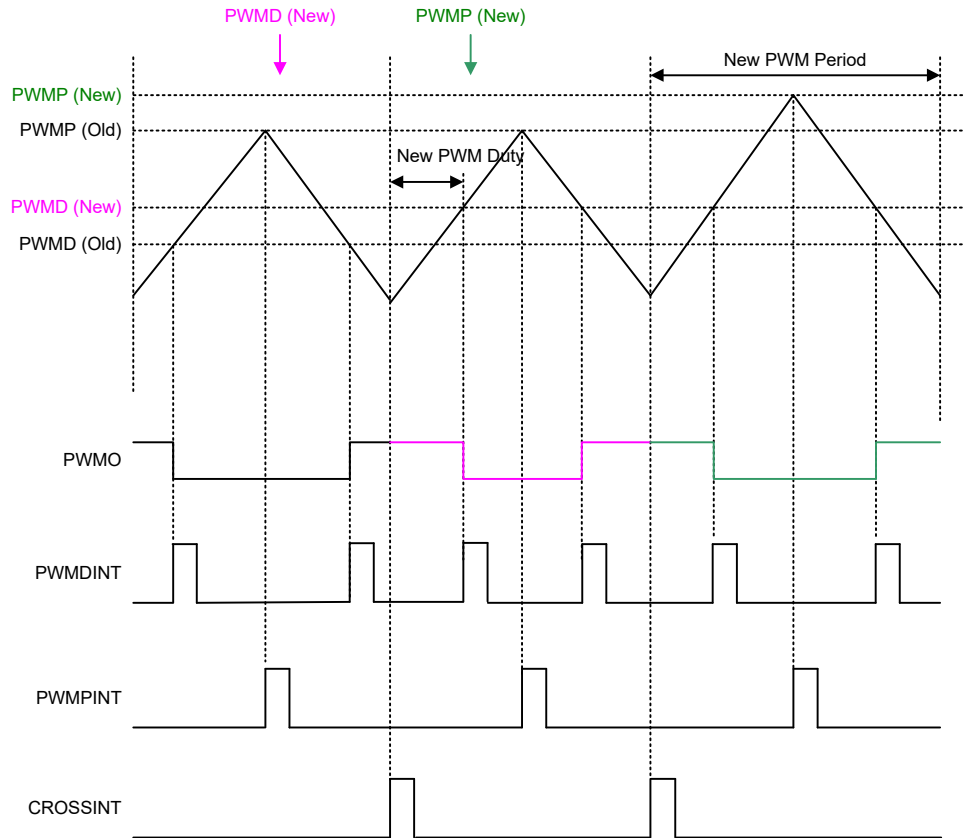 PWMD (New)
PWMP (New)
New PWM Period
PWMP (New)
PWMP (Old)
New PWM Duty
PWMD (New)
PWMD (Old)
PWMO
PWMDINT
PWMPINT
CROSSINT